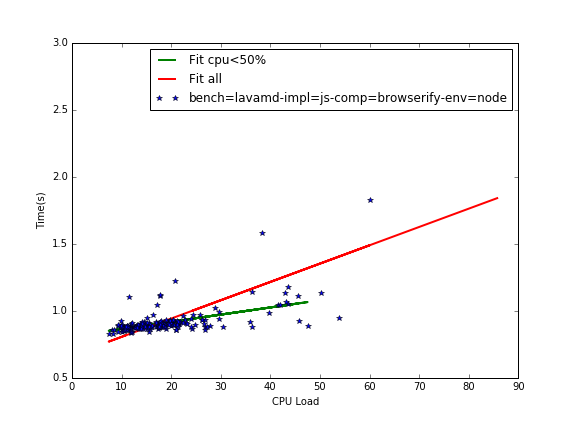 3.0
2.5
2.0
1.5
1.0
0.5
Time(s)
Fit cpu<50%
Fit all
bench=lavamd-impl=js-comp=browserify-env=node
0 10 20 30 40 50 60 70 80 90
CPU Load